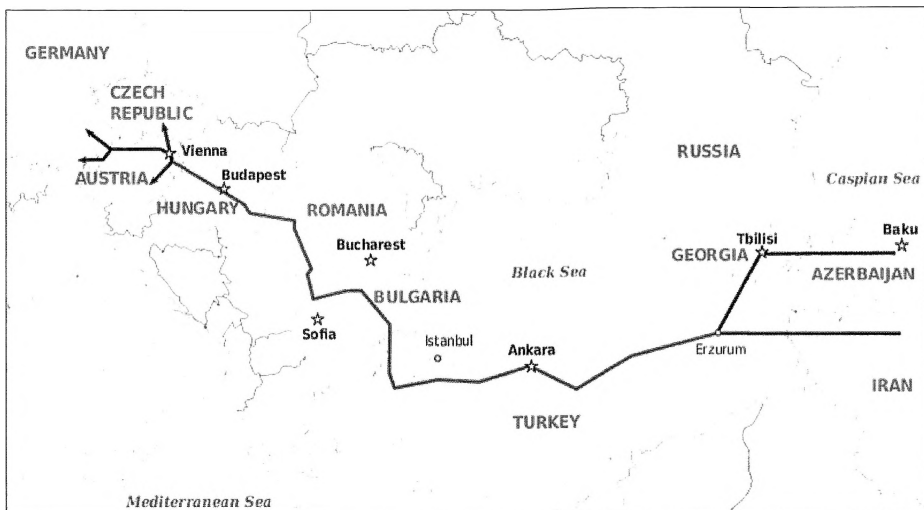 GERMANY
CZECH
REPUBLIC
Vienna
AUSTRIA
Budapest
HUNGARY
ROMANIA
RUSSIA
Caspian Sea
Bucharest
Tbilisi
Baku
GEORGIA
AZERBAIJAN
Black Sea
BULGARIA
Sofia
Istanbul
Ankara
Erzurum
IRAN
TURKEY
Mediterranean Sea